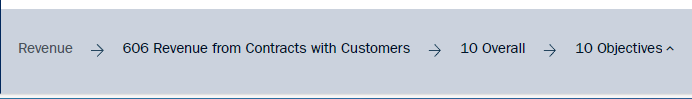 Revenue → 606 Revenue from Contracts with Customers → 10 Overall → 10 Objectives